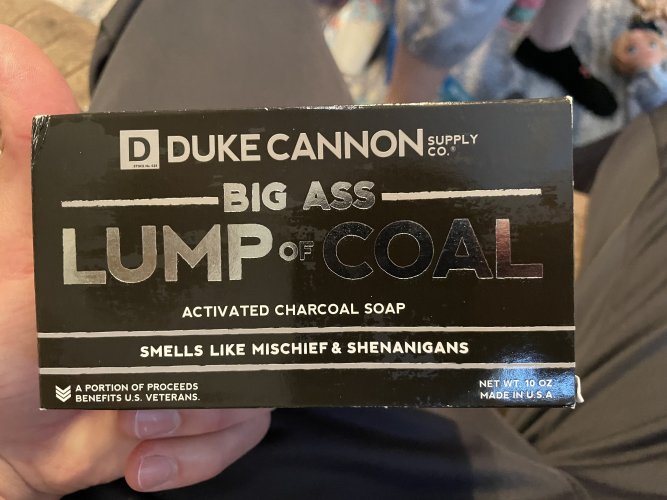 D DUKE CANNON SUPPLY CO.®
BIG ASS
LUMP OF COAL
ACTIVATED CHARCOAL SOAP
SMELLS LIKE MISCHIEF & SHENANIGANS
A PORTION OF PROCEEDS
BENEFITS U.S. VETERANS.
NET WT. 10 OZ.
MADE IN U.S.A.